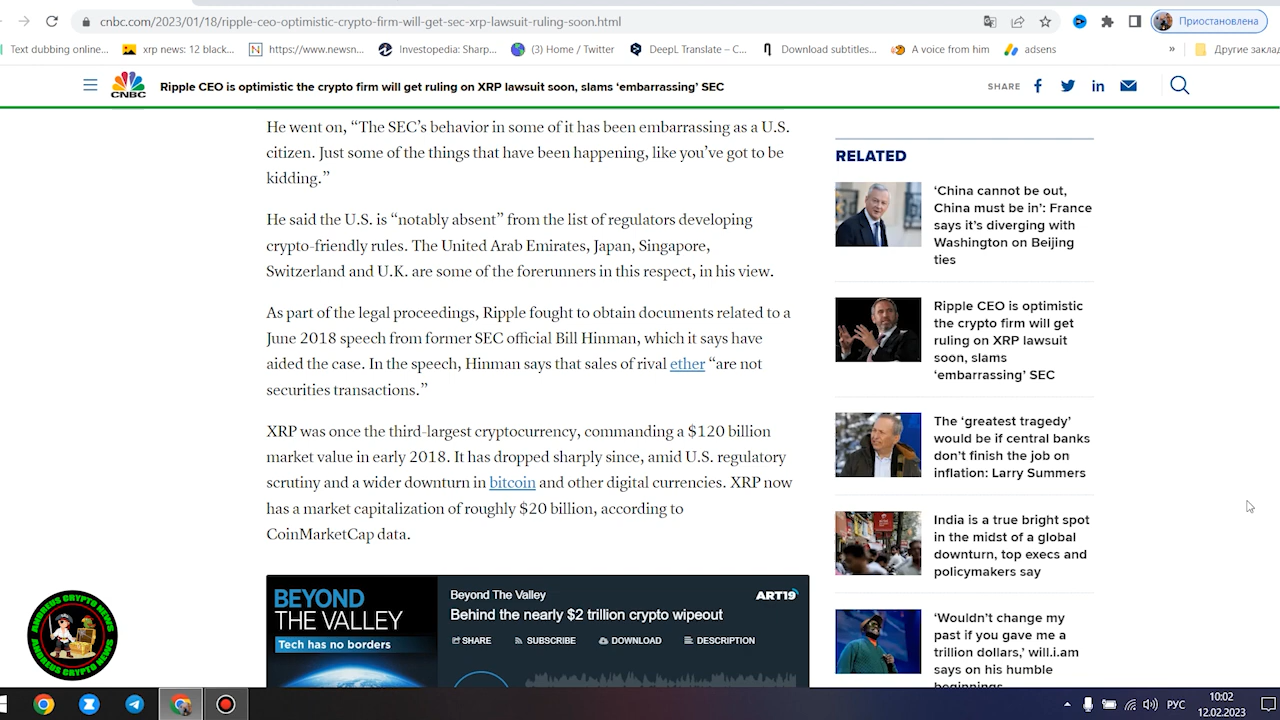 cnbc.com/2023/01/18/ripple-ceo-optimistic-crypto-firm-will-get-sec-xrp-lawsuit-ruling-soon.html
Приостановлена
Text dubbing online...
xrp news: 12 black...
https://www.newsn...
Investopedia: Sharp...
(3) Home / Twitter
DeepL Translate – C...
Download subtitles...
A voice from him
adsens
»
Другие закла
CNBC
Ripple CEO is optimistic the crypto firm will get ruling on XRP lawsuit soon, slams ‘embarrassing’ SEC
SHARE
He went on, “The SEC’s behavior in some of it has been embarrassing as a U.S.
citizen. Just some of the things that have been happening, like you’ve got to be
kidding.”
He said the U.S. is “notably absent” from the list of regulators developing
crypto-friendly rules. The United Arab Emirates, Japan, Singapore,
Switzerland and U.K. are some of the forerunners in this respect, in his view.
As part of the legal proceedings, Ripple fought to obtain documents related to a
June 2018 speech from former SEC official Bill Hinman, which it says have
aided the case. In the speech, Hinman says that sales of rival ether “are not
securities transactions.”
XRP was once the third-largest cryptocurrency, commanding a $120 billion
market value in early 2018. It has dropped sharply since, amid U.S. regulatory
scrutiny and a wider downturn in bitcoin and other digital currencies. XRP now
has a market capitalization of roughly $20 billion, according to
CoinMarketCap data.
BEYOND
THE VALLEY
Tech has no borders
Beyond The Valley
ART19
Behind the nearly $2 trillion crypto wipeout
SHARE
SUBSCRIBE
DOWNLOAD
DESCRIPTION
RELATED
‘China cannot be out,
China must be in’: France
says it’s diverging with
Washington on Beijing
ties
Ripple CEO is optimistic
the crypto firm will get
ruling on XRP lawsuit
soon, slams
‘embarrassing’ SEC
The ‘greatest tragedy’
would be if central banks
don’t finish the job on
inflation: Larry Summers
India is a true bright spot
in the midst of a global
downturn, top execs and
policymakers say
‘Wouldn’t change my
past if you gave me a
trillion dollars,’ will.i.am
says on his humble
beginnings
ANDREUS CRYPTO NEWS
ANDREUS CRYPTO NEWS
РУС
10:02
12.02.2023